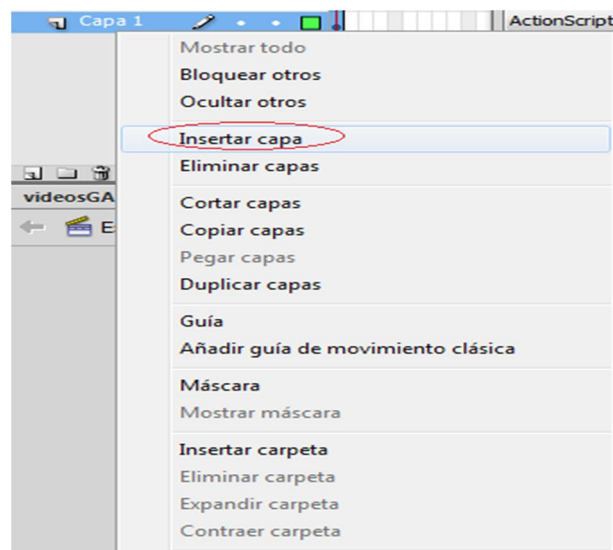 Capa 1
ActionScript
Mostrar todo
Bloquear otros
Ocultar otros
Insertar capa
Eliminar capas
videosGA
Cortar capas
E
Copiar capas
Pegar capas
Duplicar capas
Guía
Añadir guía de movimiento clásica
Máscara
Mostrar máscara
Insertar carpeta
Eliminar carpeta
Expandir carpeta
Contraer carpeta